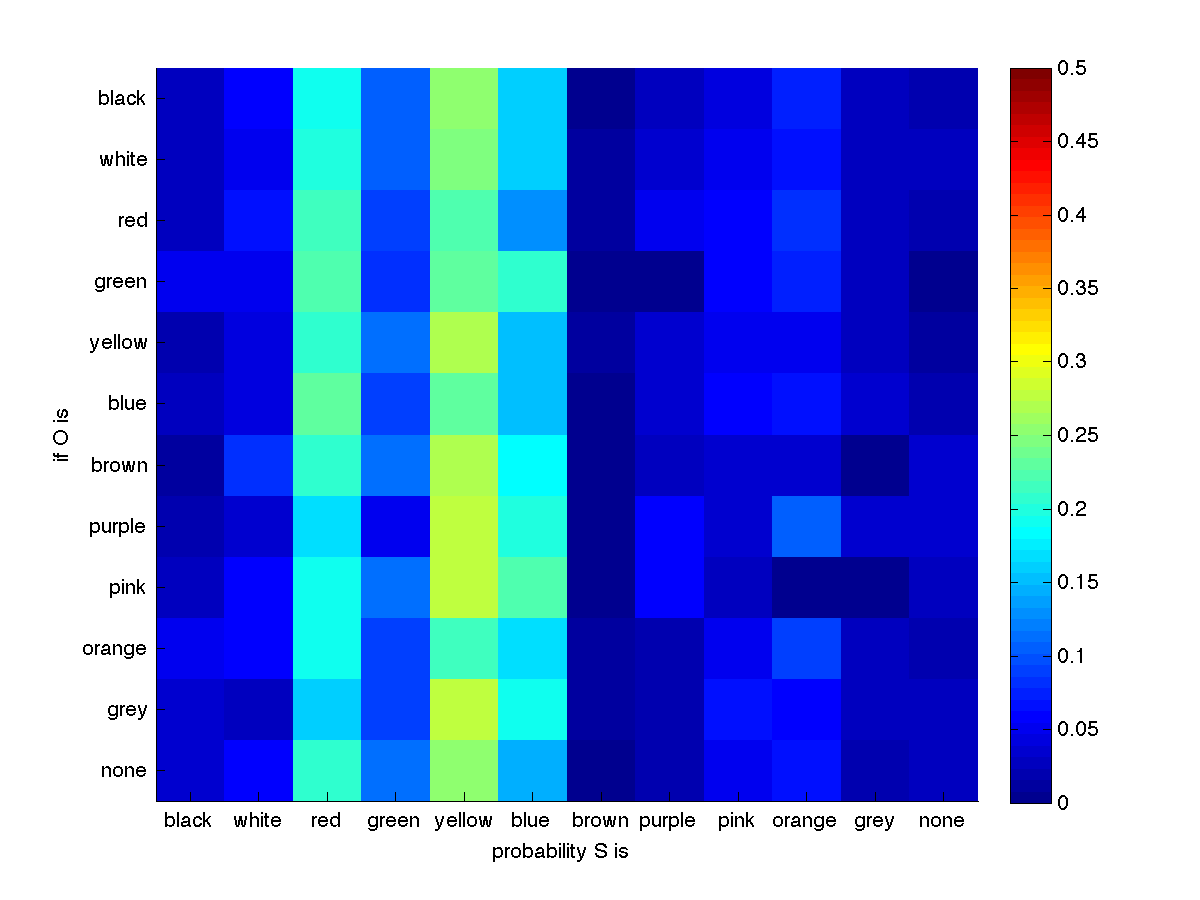 black
white
red
green
yellow
blue
brown
purple
pink
orange
grey
none
if O is
black white red green yellow blue brown purple pink orange grey none
probability S is
0.5
0.45
0.4
0.35
0.3
0.25
0.2
0.15
0.1
0.05
0